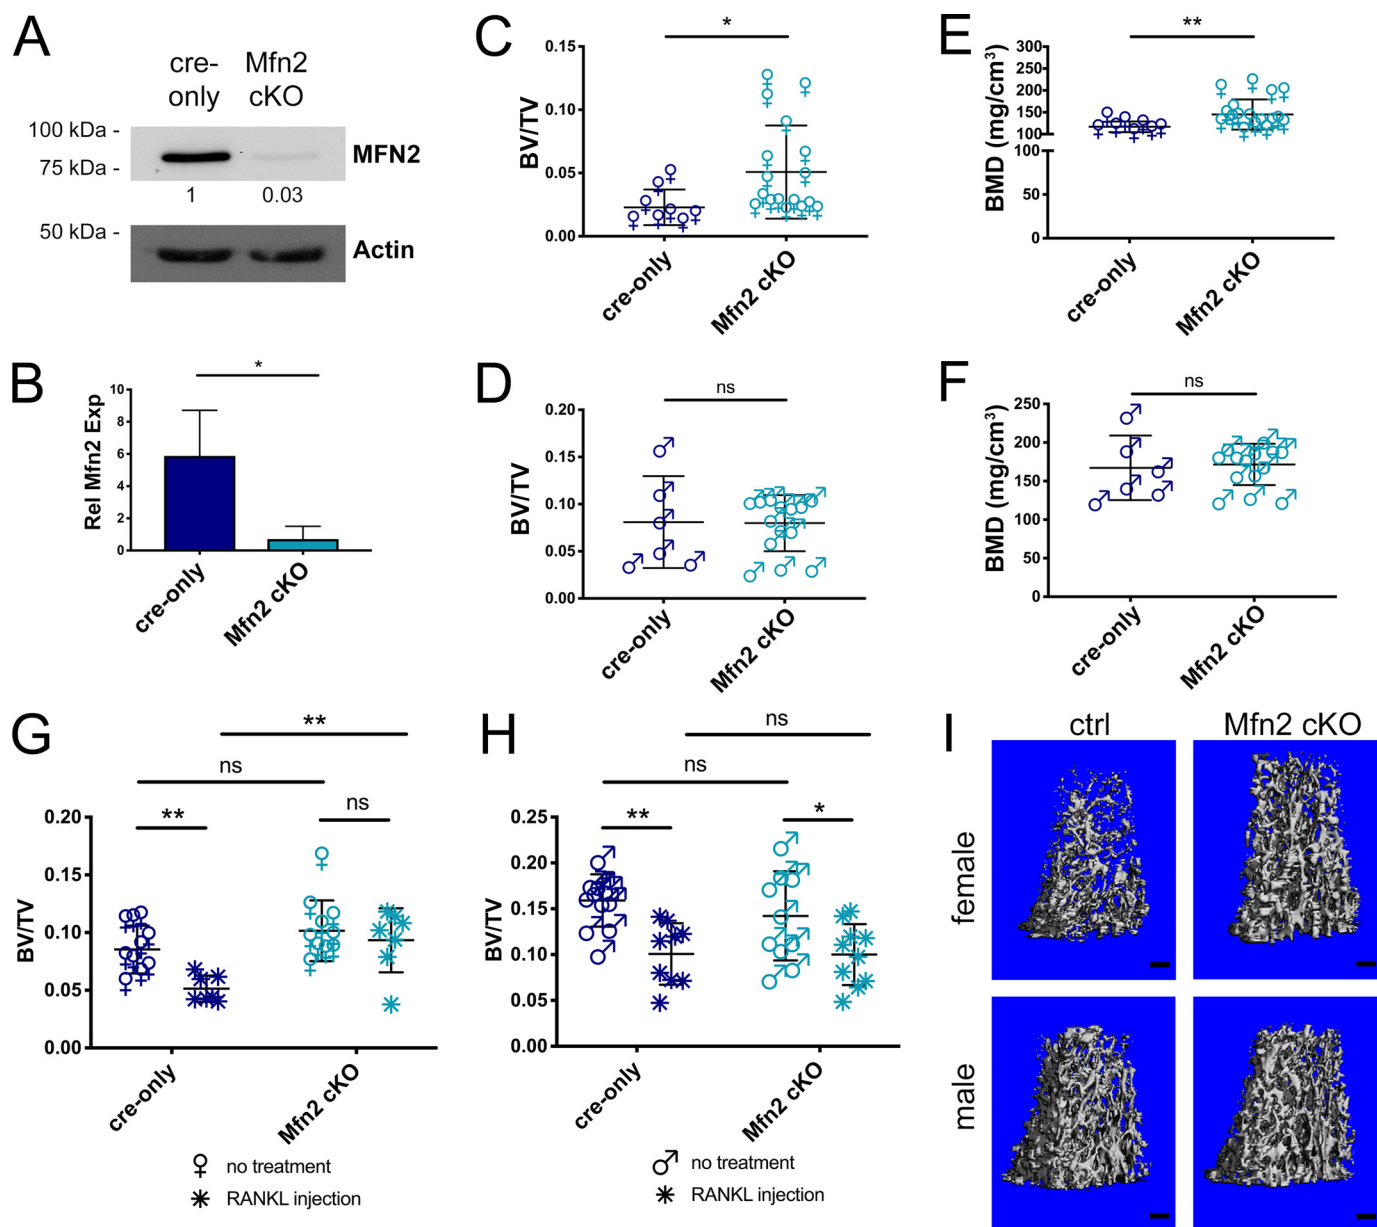 A
cre-
only
Mfn2
cKO
100 kDa -
75 kDa -
MFN2
1
0.03
50 kDa -
Actin
B
*
Rel Mfn2 Exp
10
8
6
4
2
0
cre-only
Mfn2 cKO
C
*
BV/TV
0.15
0.10
0.05
0.00
cre-only
Mfn2 cKO
D
ns
BV/TV
0.20
0.15
0.10
0.05
0.00
cre-only
Mfn2 cKO
E
**
BMD (mg/cm³)
300
250
200
150
100
100
50
0
cre-only
Mfn2 cKO
F
ns
BMD (mg/cm³)
250
200
150
100
50
0
cre-only
Mfn2 cKO
G
**
ns
**
ns
BV/TV
0.20
0.15
0.10
0.05
0.00
cre-only
Mfn2 cKO
♀ no treatment
✳ RANKL injection
H
ns
ns
**
*
BV/TV
0.25
0.20
0.15
0.10
0.05
0.00
cre-only
Mfn2 cKO
♂ no treatment
✳ RANKL injection
I
ctrl
Mfn2 cKO
female
male